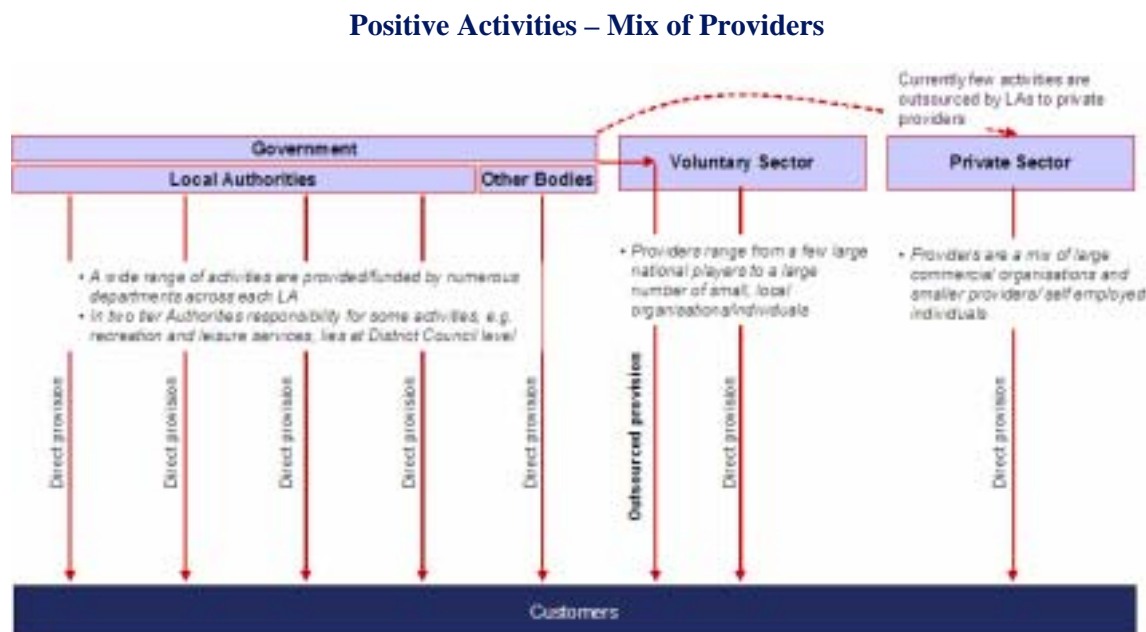 Positive Activities – Mix of Providers
Currently few activities are
outsourced by LAs to private
providers
Government
Local Authorities
Other Bodies
Voluntary Sector
Private Sector
• A wide range of activities are provided/funded by numerous
departments across each LA
• In two tier Authorities responsibility for some activities, e.g.
recreation and leisure services, lies at District Council level
• Providers range from a few large
national players to a large
number of small, local
organisations/individuals
• Providers are a mix of large
commercial organisations and
smaller providers/ self employed
individuals
Direct provision
Direct provision
Direct provision
Direct provision
Direct provision
Outsourced provision
Direct provision
Direct provision
Customers